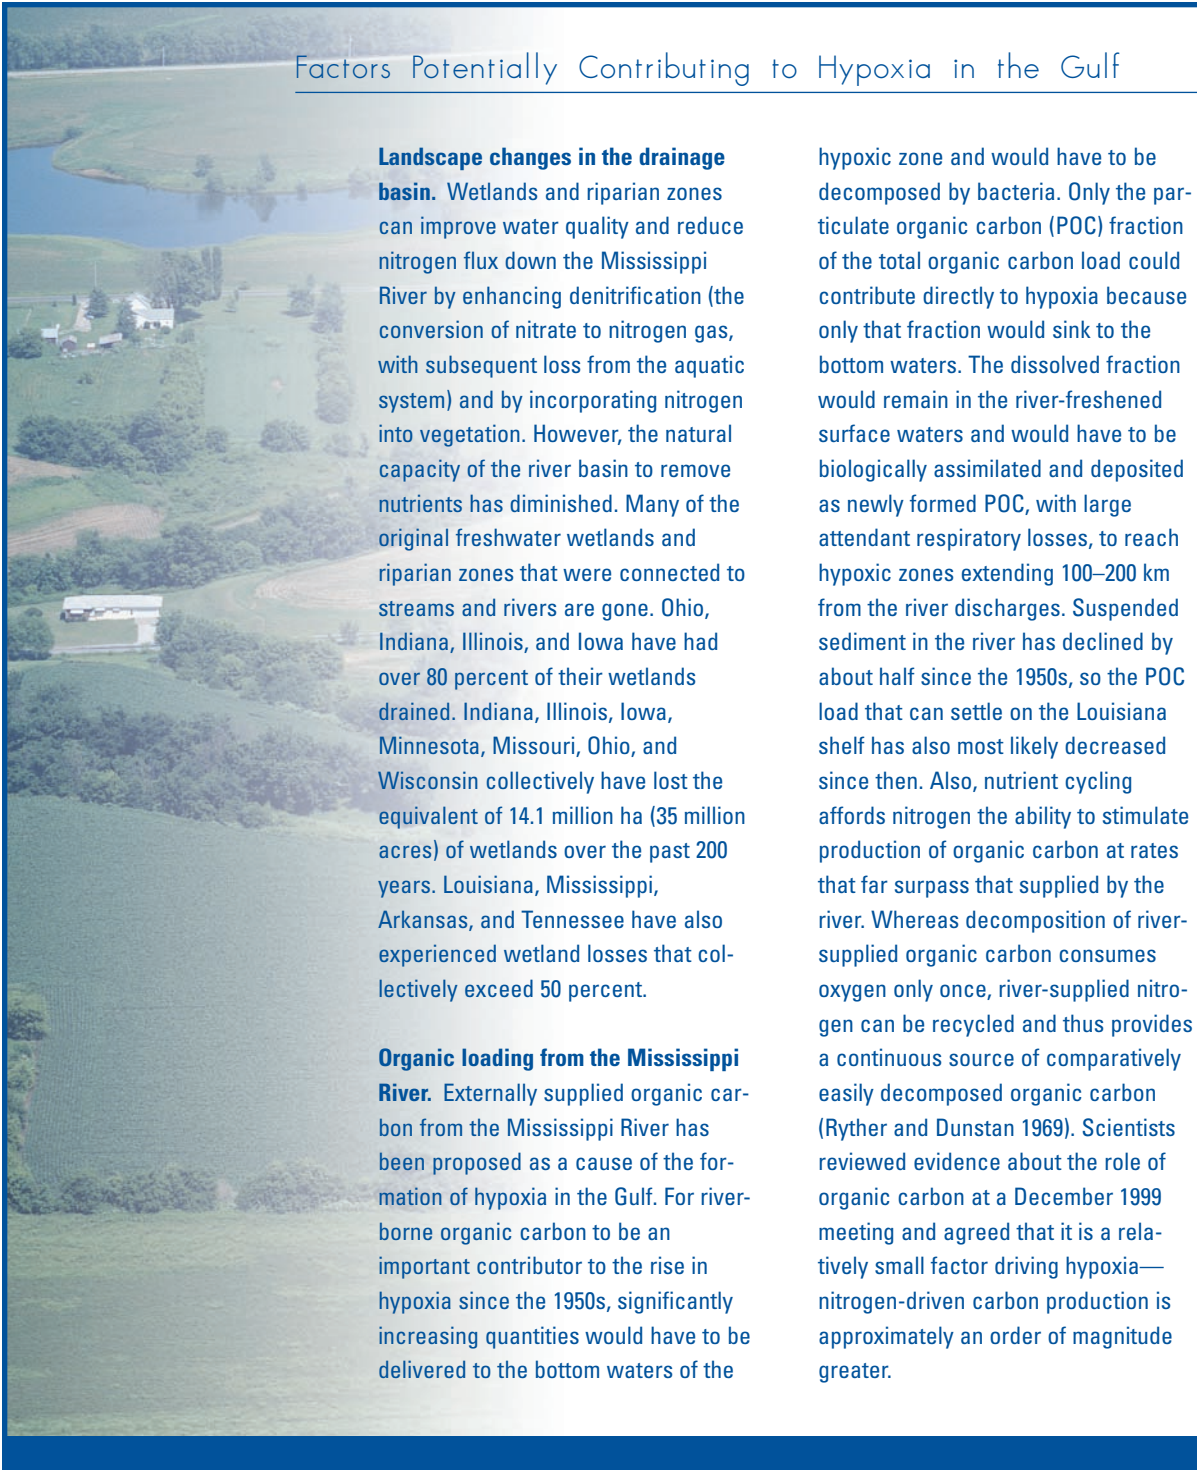 Factors Potentially Contributing to Hypoxia in the Gulf
Landscape changes in the drainage
basin. Wetlands and riparian zones
can improve water quality and reduce
nitrogen flux down the Mississippi
River by enhancing denitrification (the
conversion of nitrate to nitrogen gas,
with subsequent loss from the aquatic
system) and by incorporating nitrogen
into vegetation. However, the natural
capacity of the river basin to remove
nutrients has diminished. Many of the
original freshwater wetlands and
riparian zones that were connected to
streams and rivers are gone. Ohio,
Indiana, Illinois, and Iowa have had
over 80 percent of their wetlands
drained. Indiana, Illinois, Iowa,
Minnesota, Missouri, Ohio, and
Wisconsin collectively have lost the
equivalent of 14.1 million ha (35 million
acres) of wetlands over the past 200
years. Louisiana, Mississippi,
Arkansas, and Tennessee have also
experienced wetland losses that col-
lectively exceed 50 percent.
Organic loading from the Mississippi
River. Externally supplied organic car-
bon from the Mississippi River has
been proposed as a cause of the for-
mation of hypoxia in the Gulf. For river-
borne organic carbon to be an
important contributor to the rise in
hypoxia since the 1950s, significantly
increasing quantities would have to be
delivered to the bottom waters of the
hypoxic zone and would have to be
decomposed by bacteria. Only the par-
ticulate organic carbon (POC) fraction
of the total organic carbon load could
contribute directly to hypoxia because
only that fraction would sink to the
bottom waters. The dissolved fraction
would remain in the river-freshened
surface waters and would have to be
biologically assimilated and deposited
as newly formed POC, with large
attendant respiratory losses, to reach
hypoxic zones extending 100–200 km
from the river discharges. Suspended
sediment in the river has declined by
about half since the 1950s, so the POC
load that can settle on the Louisiana
shelf has also most likely decreased
since then. Also, nutrient cycling
affords nitrogen the ability to stimulate
production of organic carbon at rates
that far surpass that supplied by the
river. Whereas decomposition of river-
supplied organic carbon consumes
oxygen only once, river-supplied nitro-
gen can be recycled and thus provides
a continuous source of comparatively
easily decomposed organic carbon
(Ryther and Dunstan 1969). Scientists
reviewed evidence about the role of
organic carbon at a December 1999
meeting and agreed that it is a rela-
tively small factor driving hypoxia—
nitrogen-driven carbon production is
approximately an order of magnitude
greater.